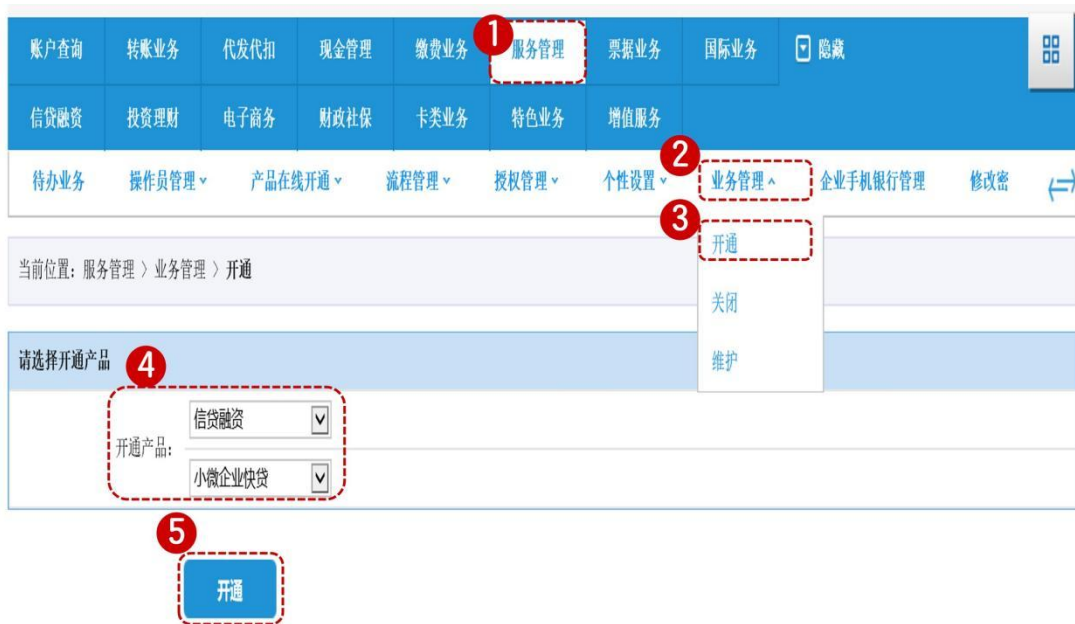 账户查询 转账业务 代发代扣 现金管理 缴费业务 1 服务管理 票据业务 国际业务 隐藏
信贷融资 投资理财 电子商务 财政社保 卡类业务 特色业务 增值服务
待办业务 操作员管理 产品在线开通 流程管理 授权管理 个性设置 2 业务管理 企业手机银行管理 修改密
3 开通
当前位置：服务管理 〉业务管理 〉开通
关闭
请选择开通产品 4
维护
信贷融资
开通产品：
小微企业快贷
5
开通